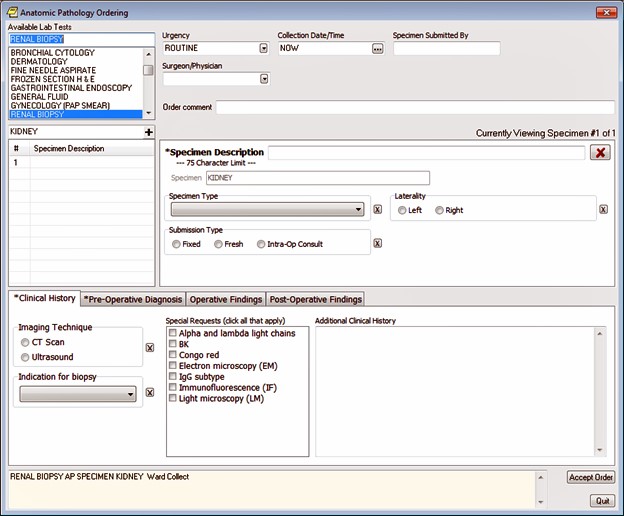 Anatomic Pathology Ordering
Available Lab Tests
RENAL BIOPSY
BRONCHIAL CYTOLOGY
DERMATOLOGY
FINE NEEDLE ASPIRATE
FROZEN SECTION H & E
GASTROINTESTINAL ENDOSCOPY
GENERAL FLUID
GYNECOLOGY (PAP SMEAR)
RENAL BIOPSY
Urgency
ROUTINE
Collection Date/Time
NOW
Specimen Submitted By
Surgeon/Physician
Order comment
KIDNEY
Currently Viewing Specimen #1 of 1
# Specimen Description
1
*Specimen Description
--- 75 Character Limit ---
Specimen KIDNEY
Specimen Type
Laterality
Left Right
Submission Type
Fixed Fresh Intra-Op Consult
*Clinical History *Pre-Operative Diagnosis Operative Findings Post-Operative Findings
Imaging Technique
CT Scan
Ultrasound
Indication for biopsy
Special Requests (click all that apply)
Alpha and lambda light chains
BK
Congo red
Electron microscopy (EM)
IgG subtype
Immunofluorescence (IF)
Light microscopy (LM)
Additional Clinical History
RENAL BIOPSY AP SPECIMEN KIDNEY Ward Collect
Accept Order
Quit